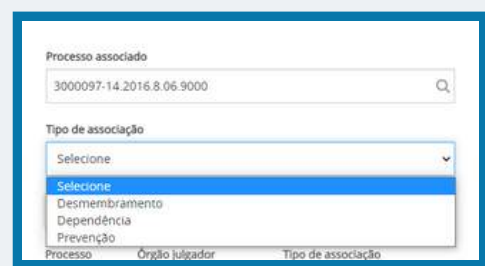 Processo associado
3000097-14.2016.8.06.9000
Tipo de associação
Selecione
Selecione
Desmembramento
Dependência
Prevenção
Processo Órgão julgador Tipo de associação